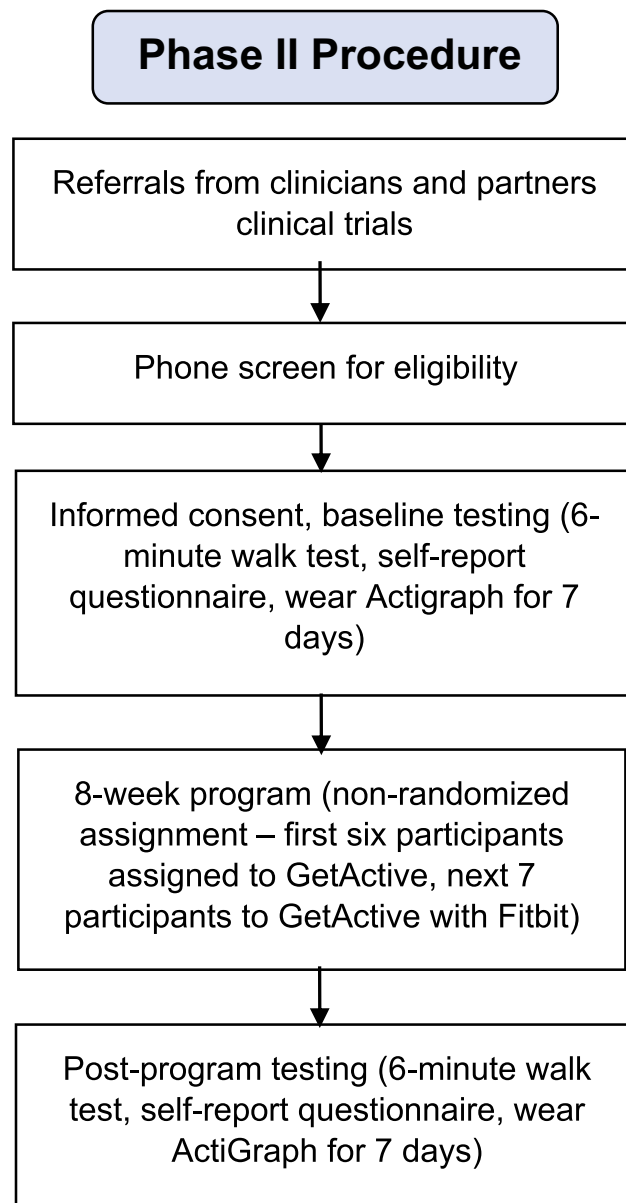 Phase II Procedure
Referrals from clinicians and partners
clinical trials
Phone screen for eligibility
Informed consent, baseline testing (6-
minute walk test, self-report
questionnaire, wear Actigraph for 7
days)
8-week program (non-randomized
assignment – first six participants
assigned to GetActive, next 7
participants to GetActive with Fitbit)
Post-program testing (6-minute walk
test, self-report questionnaire, wear
ActiGraph for 7 days)